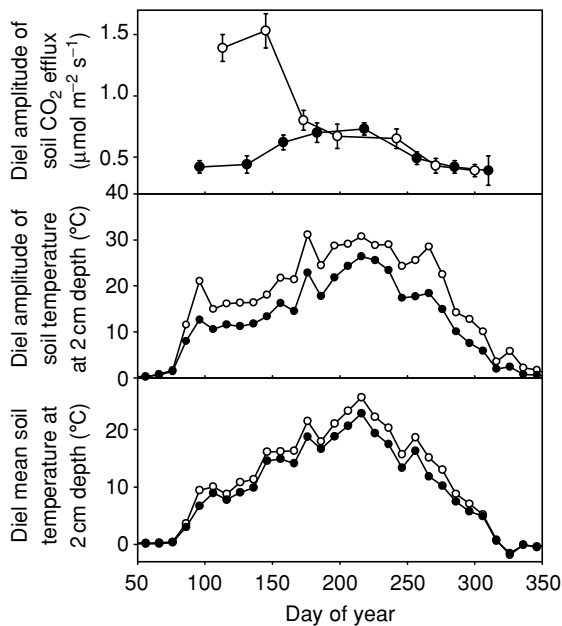 Diel amplitude of
soil CO₂ efflux
(µmol m⁻² s⁻¹)
1.5
1.0
0.5
40
Diel amplitude of
soil temperature
at 2 cm depth (°C)
30
20
10
0
Diel mean soil
temperature at
2 cm depth (°C)
20
10
0
50 100 150 200 250 300 350
Day of year